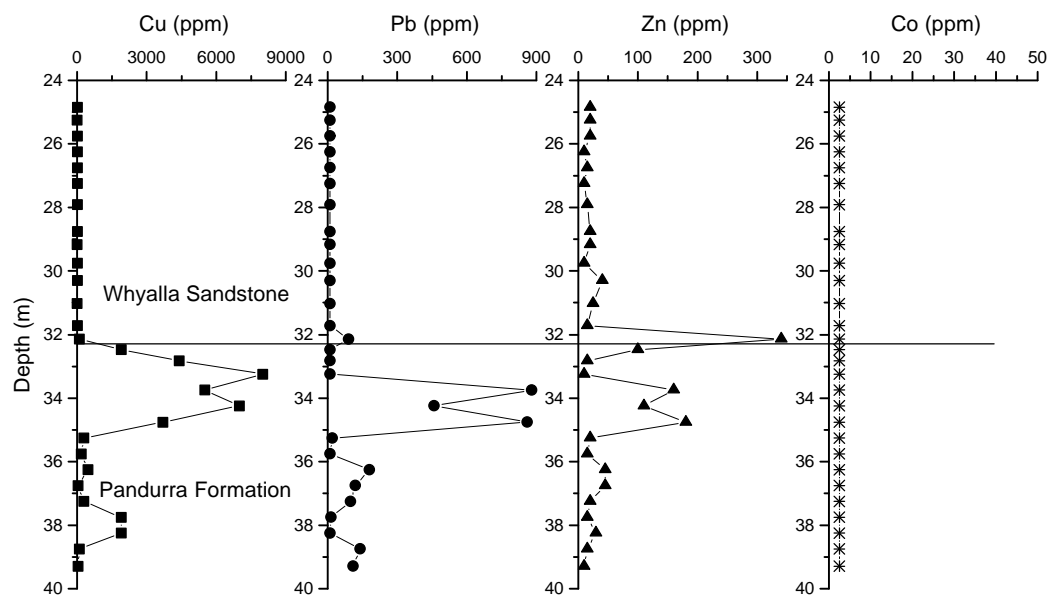 Cu (ppm) Pb (ppm) Zn (ppm) Co (ppm)
0 3000 6000 9000 0 300 600 900 0 100 200 300 0 10 20 30 40 50
24 24 24 24
26 26 26 26
28 28 28 28
30 30 30 30
Whyalla Sandstone
Depth (m)
32 32 32 32
34 34 34 34
36 36 36 36
Pandurra Formation
38 38 38 38
40 40 40 40